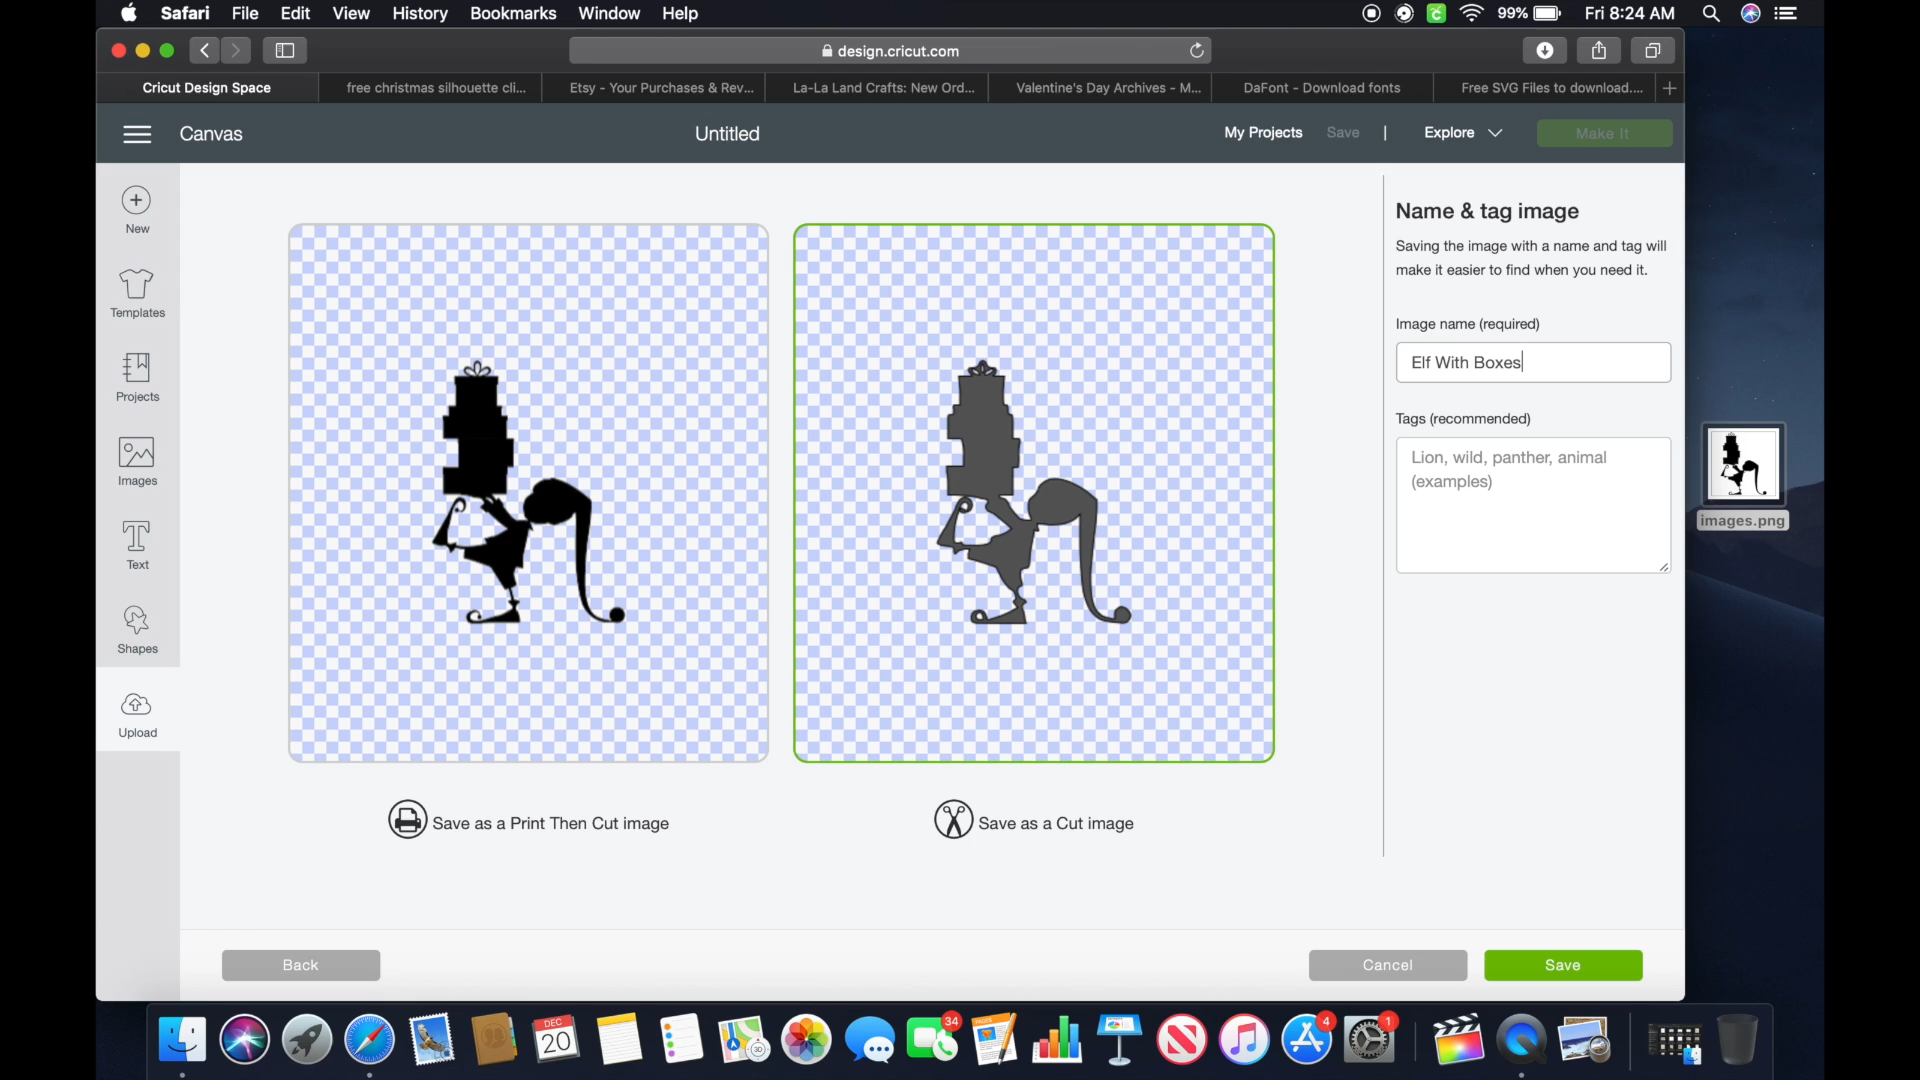 Safari File Edit View History Bookmarks Window Help 99% Fri 8:24 AM
design.cricut.com
Cricut Design Space free christmas silhouette cli... Etsy - Your Purchases & Rev... La-La Land Crafts: New Ord... Valentine's Day Archives - M... DaFont - Download fonts Free SVG Files to download....
Canvas Untitled My Projects Save | Explore Make It
New
Templates
Projects
Images
Text
Shapes
Upload
Name & tag image
Saving the image with a name and tag will
make it easier to find when you need it.
Image name (required)
Elf With Boxes
Tags (recommended)
Lion, wild, panther, animal
(examples)
images.png
Save as a Print Then Cut image Save as a Cut image
Back Cancel Save
DEC
20
3D
34
PAGES
4
1